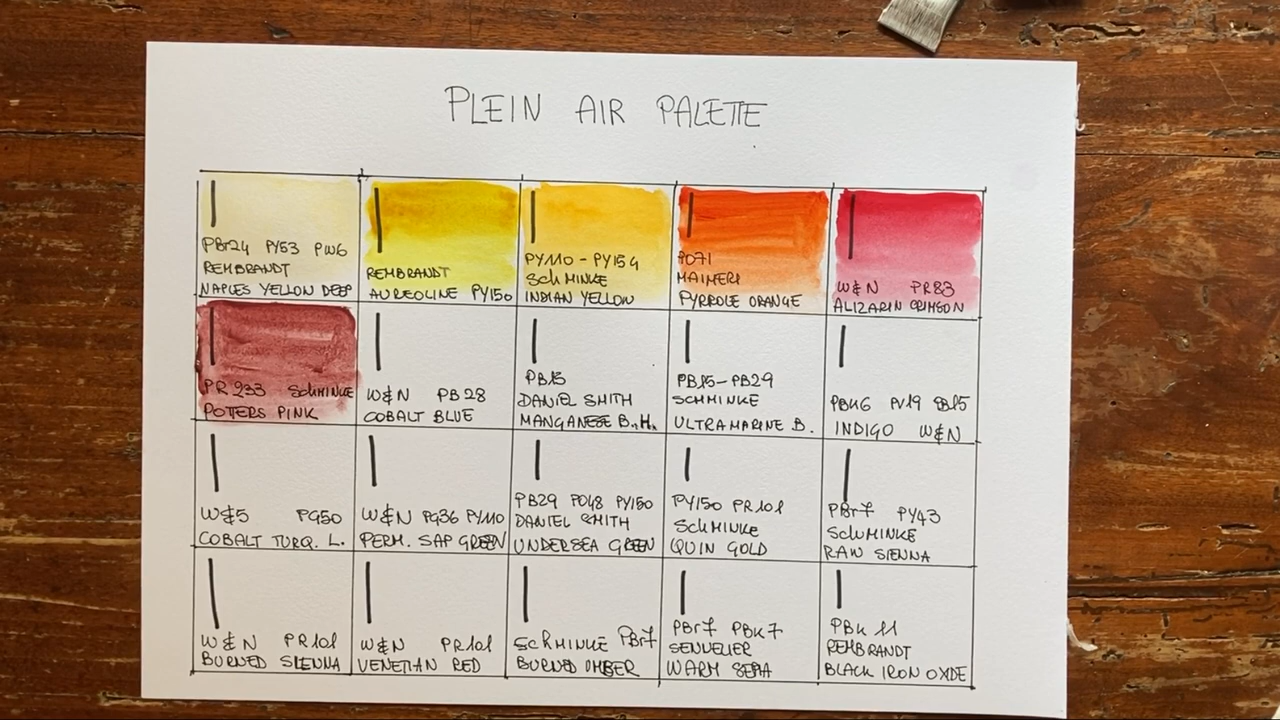 PLEIN AIR PALETTE
PBr24 PY53 PW6
REMBRANDT
NAPLES YELLOW DEEP
REMBRANDT
AUREOLINE PY150
PY110 - PY154
SCHMINKE
INDIAN YELLOW
PO71
MAIMERI
PYRROLE ORANGE
W&N PR83
ALIZARIN CRIMSON
PR 233 SCHMINKE
POTTERS PINK
W&N PB28
COBALT BLUE
PB15
DANIEL SMITH
MANGANESE B. H.
PB15-PB29
SCHMINKE
ULTRAMARINE B.
PBK6 PV19 PB15
INDIGO W&N
W&5 PG50
COBALT TURQ. L.
W&N PG36 PY110
PERM. SAP GREEN
PB29 PO48 PY150
DANIEL SMITH
UNDERSEA GREEN
PY150 PR101
SCHMINKE
QUIN GOLD
PBr7 PY43
SCHMINKE
RAW SIENNA
W&N PR101
BURNED SIENNA
W&N PR101
VENETIAN RED
SCHMINKE PBr7
BURNED UMBER
PBr7 PBK7
SENNELIER
WARM SEPIA
PBK 11
REMBRANDT
BLACK IRON OXDE